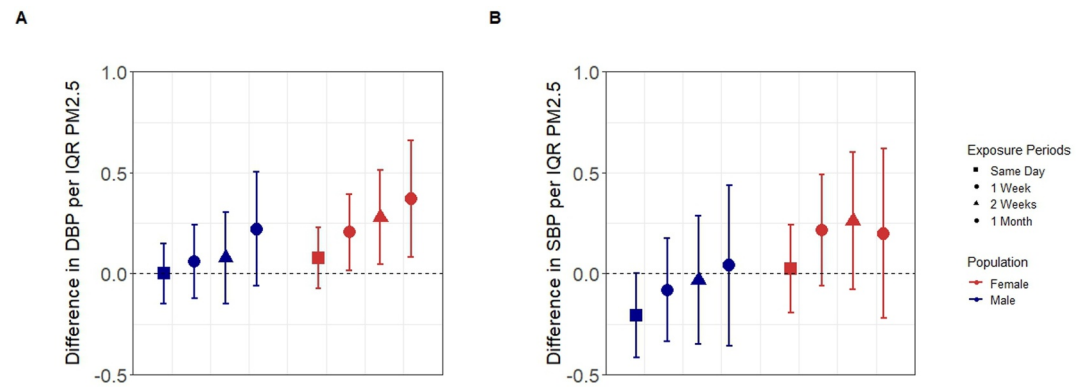 A
B
Difference in DBP per IQR PM2.5
1.0
0.5
0.0
-0.5
Difference in SBP per IQR PM2.5
1.0
0.5
0.0
-0.5
Exposure Periods
Same Day
1 Week
2 Weeks
1 Month
Population
Female
Male